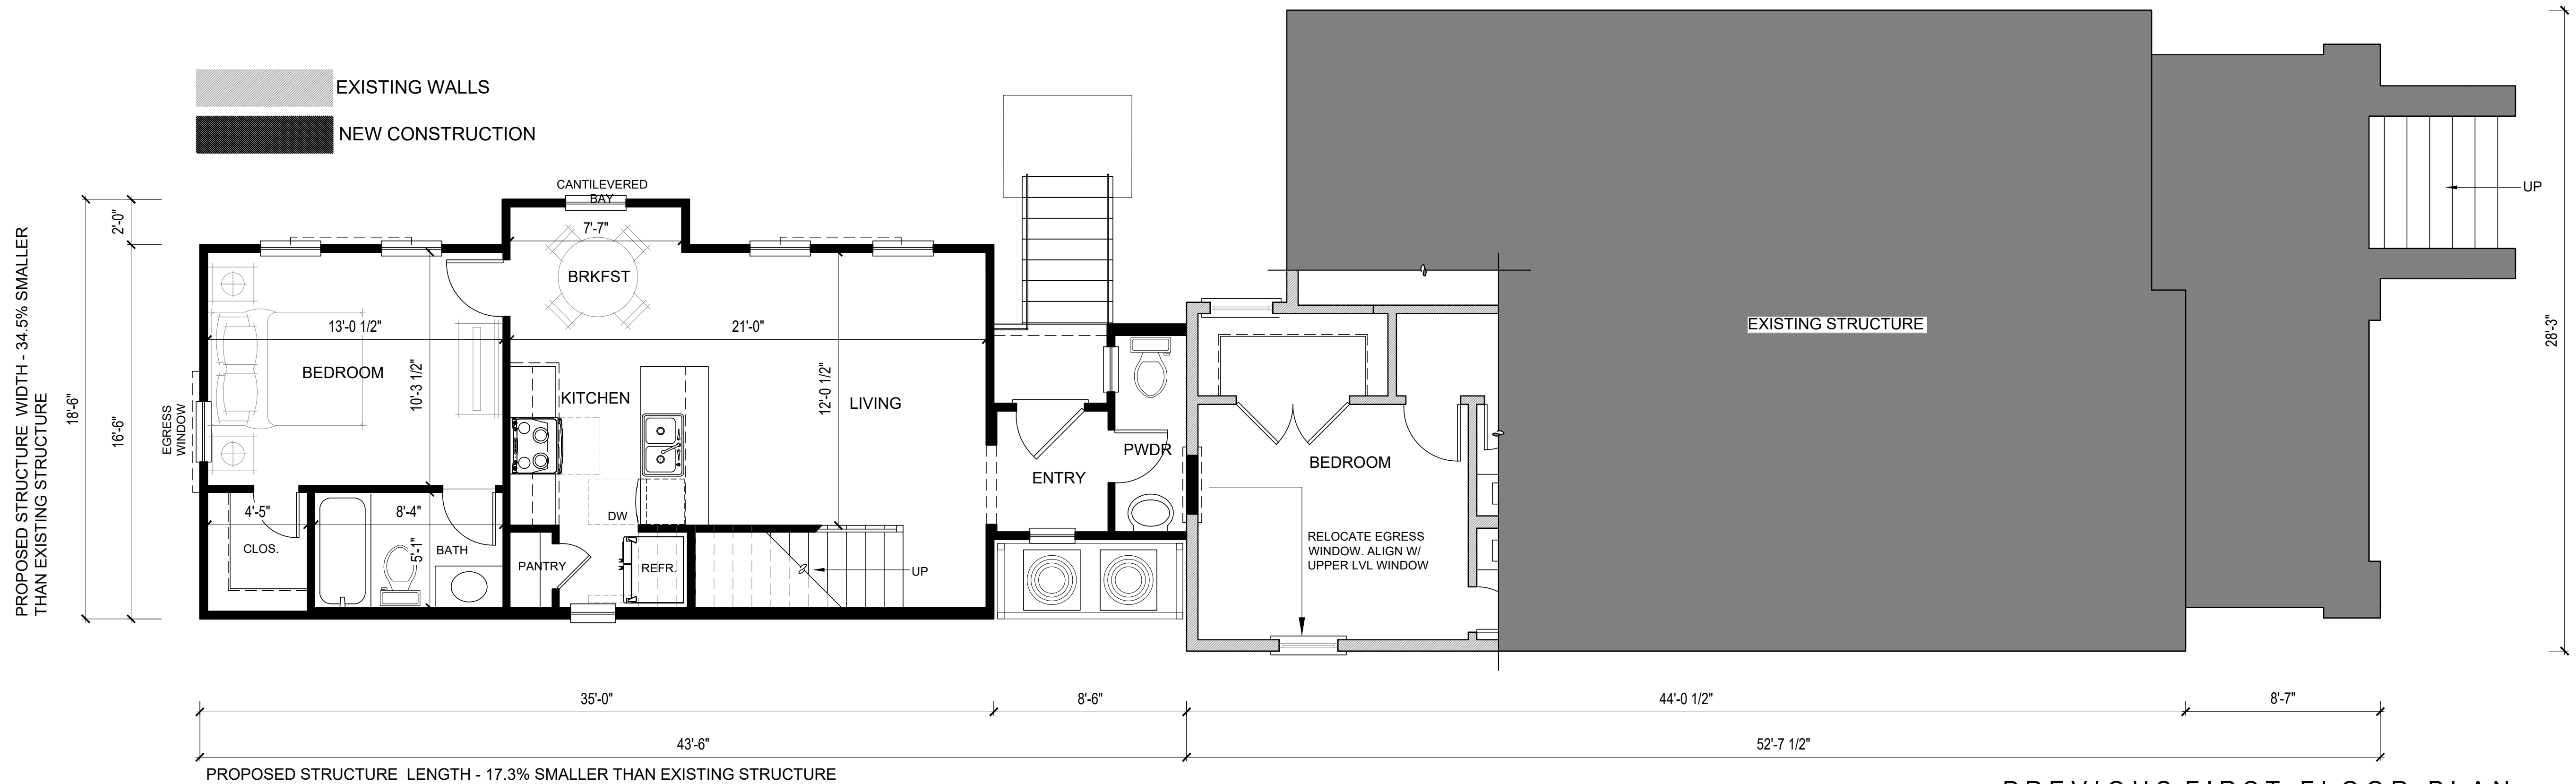 EXISTING WALLS
NEW CONSTRUCTION
PROPOSED STRUCTURE WIDTH - 34.5% SMALLER
THAN EXISTING STRUCTURE
18'-6"
2'-0"
16'-6"
CANTILEVERED
BAY
7'-7"
BRKFST
13'-0 1/2"
BEDROOM
10'-3 1/2"
EGRESS
WINDOW
21'-0"
KITCHEN
12'-0 1/2"
LIVING
4'-5"
CLOS.
8'-4"
5'-1"
BATH
DW
PANTRY
REFR.
UP
ENTRY
PWDR
BEDROOM
RELOCATE EGRESS
WINDOW. ALIGN W/
UPPER LVL WINDOW
EXISTING STRUCTURE
UP
28'-3"
35'-0"
8'-6"
44'-0 1/2"
8'-7"
43'-6"
52'-7 1/2"
PROPOSED STRUCTURE LENGTH - 17.3% SMALLER THAN EXISTING STRUCTURE
PREVIOUS FIRST FLOOR PLAN